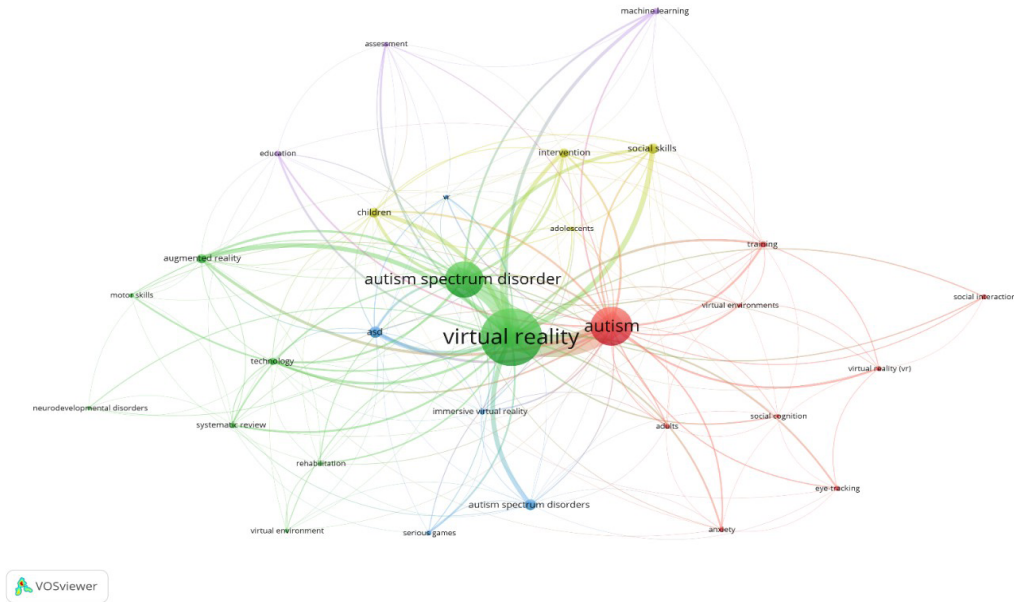 machine learning
assessment
education
intervention
social skills
vr
children
adolescents
training
augmented reality
autism spectrum disorder
motor skills
social interaction
virtual environments
asd
virtual reality
autism
technology
virtual reality (vr)
neurodevelopmental disorders
immersive virtual reality
social cognition
systematic review
adults
rehabilitation
eye-tracking
autism spectrum disorders
virtual environment
serious games
anxiety
VOSviewer